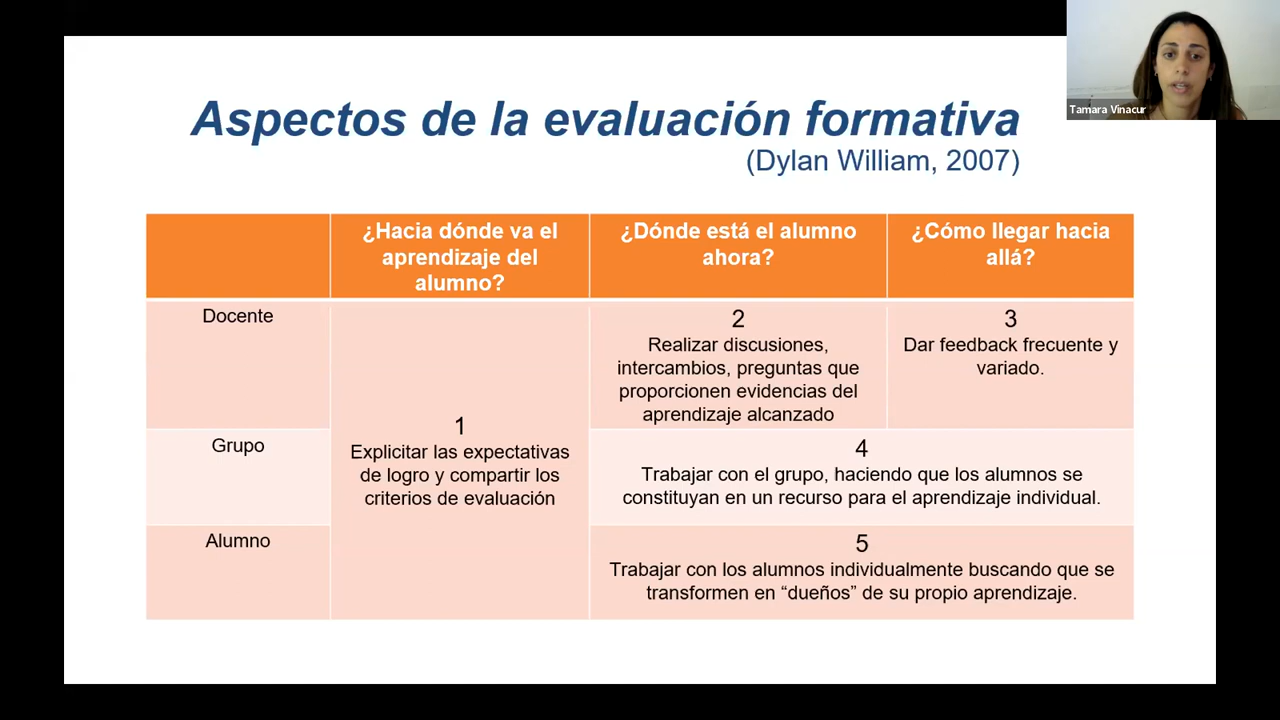 Tamara Vinacur
Aspectos de la evaluación formativa
(Dylan William, 2007)
¿Hacia dónde va el
aprendizaje del
alumno?
¿Dónde está el alumno
ahora?
¿Cómo llegar hacia
allá?
Docente
1
Explicitar las expectativas
de logro y compartir los
criterios de evaluación
2
Realizar discusiones,
intercambios, preguntas que
proporcionen evidencias del
aprendizaje alcanzado
3
Dar feedback frecuente y
variado.
Grupo
4
Trabajar con el grupo, haciendo que los alumnos se
constituyan en un recurso para el aprendizaje individual.
Alumno
5
Trabajar con los alumnos individualmente buscando que se
transformen en “dueños” de su propio aprendizaje.